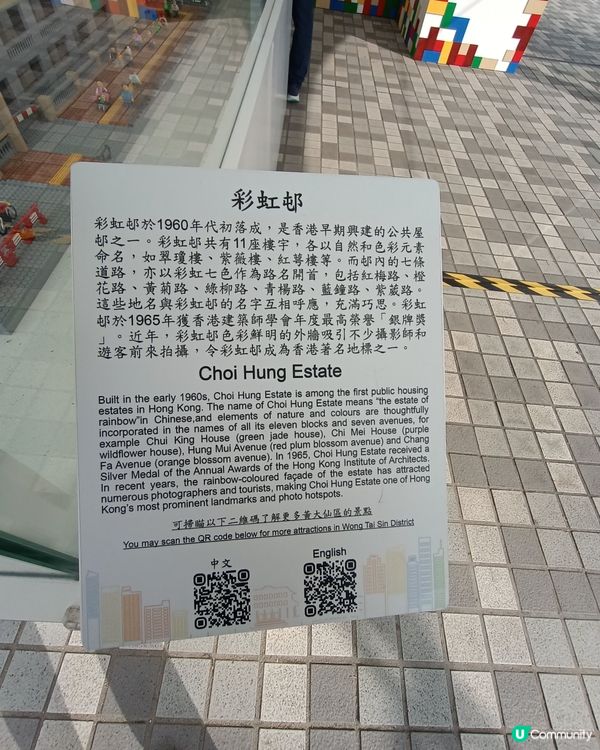 彩虹邨
彩虹邨於1960年代初落成，是香港早期興建的公共屋
邨之一。彩虹邨共有11座樓宇，各以自然和色彩元素
命名，如翠瓊樓、紫薇樓、紅萼樓等。而邨內的七條
道路，亦以彩虹七色作為路名開首，包括紅梅路、橙
花路、黃菊路、綠柳路、青楊路、藍鐘路、紫葳路。
這些地名與彩虹邨的名字互相呼應，充滿巧思。彩虹
邨於1965年獲香港建築師學會年度最高榮譽「銀牌獎
」。近年，彩虹邨色彩鮮明的外牆吸引不少攝影師和
遊客前來拍攝，令彩虹邨成為香港著名地標之一。
Choi Hung Estate
Built in the early 1960s, Choi Hung Estate is among the first public housing
estates in Hong Kong. The name of Choi Hung Estate means "the estate of
rainbow"in Chinese,and elements of nature and colours are thoughtfully
incorporated in the names of all its eleven blocks and seven avenues, for
example Chui King House (green jade house), Chi Mei House (purple
wildflower house), Hung Mui Avenue (red plum blossom avenue) and Chang
Fa Avenue (orange blossom avenue). In 1965, Choi Hung Estate received a
Silver Medal of the Annual Awards of the Hong Kong Institute of Architects.
In recent years, the rainbow-coloured façade of the estate has attracted
numerous photographers and tourists, making Choi Hung Estate one of Hong
Kong's most prominent landmarks and photo hotspots.
可掃瞄以下二維碼了解更多黃大仙區的景點
You may scan the QR code below for more attractions in Wong Tai Sin District
中文
English
U Community